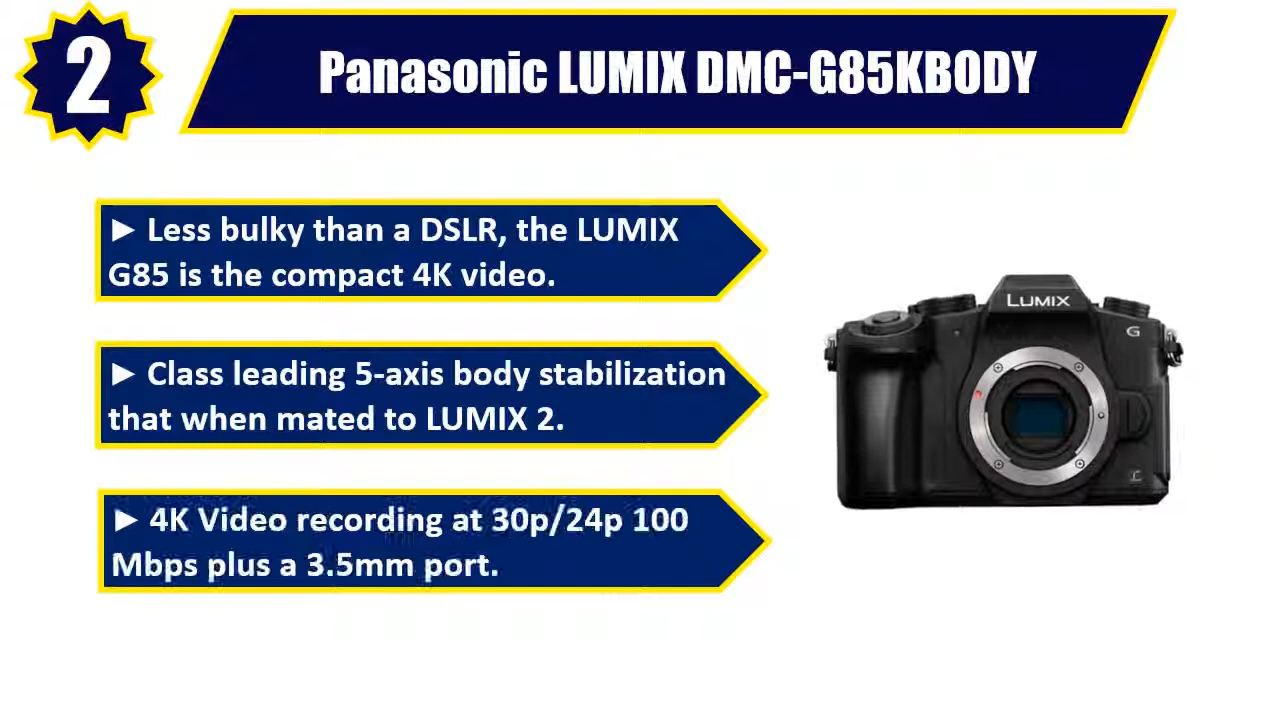 2
Panasonic LUMIX DMC-G85KBODY
► Less bulky than a DSLR, the LUMIX
G85 is the compact 4K video.
► Class leading 5-axis body stabilization
that when mated to LUMIX 2.
► 4K Video recording at 30p/24p 100
Mbps plus a 3.5mm port.
LUMIX
G